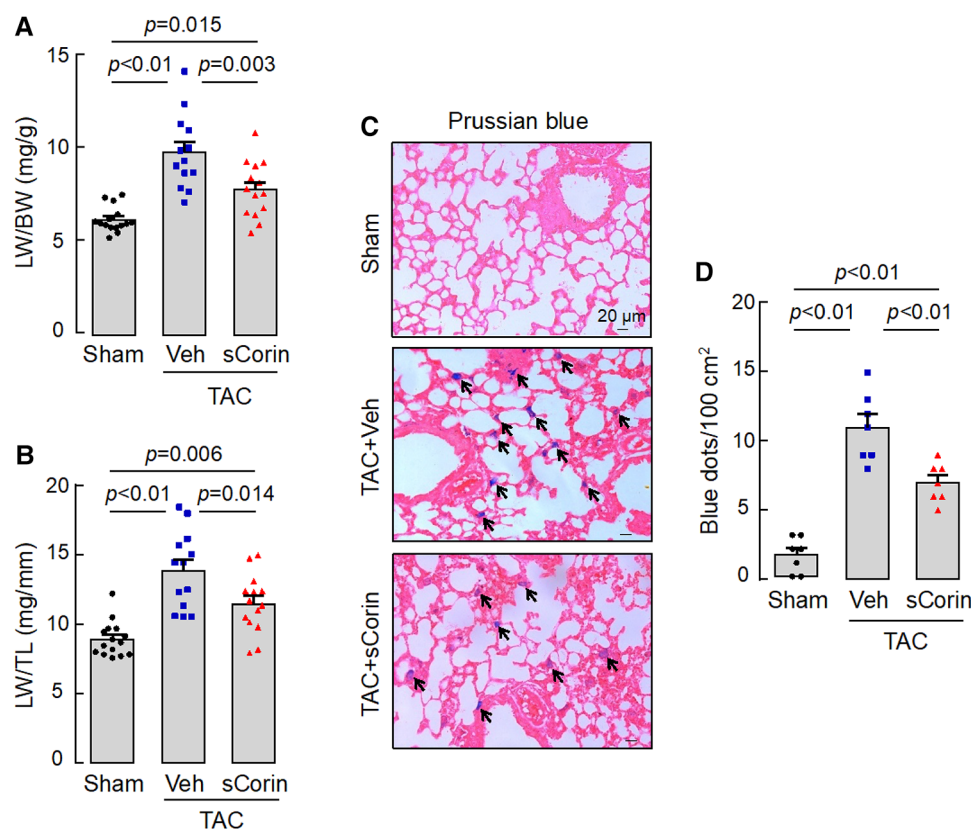 A
p=0.015
p<0.01 p=0.003
LW/BW (mg/g)
15
10
5
0
Sham Veh sCorin
TAC
B
p=0.006
p<0.01 p=0.014
LW/TL (mg/mm)
20
15
10
5
0
Sham Veh sCorin
TAC
C
Prussian blue
Sham
20 µm
TAC+Veh
TAC+sCorin
D
p<0.01
p<0.01 p<0.01
Blue dots/100 cm²
20
15
10
5
0
Sham Veh sCorin
TAC